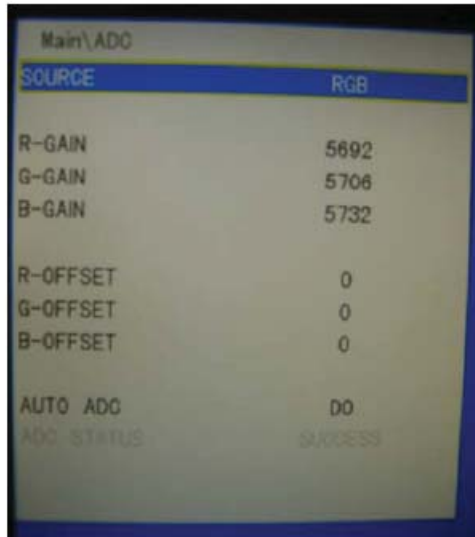 Main\ADC
SOURCE RGB
R-GAIN 5692
G-GAIN 5706
B-GAIN 5732
R-OFFSET 0
G-OFFSET 0
B-OFFSET 0
AUTO ADC DO
ADC STATUS SUCCESS